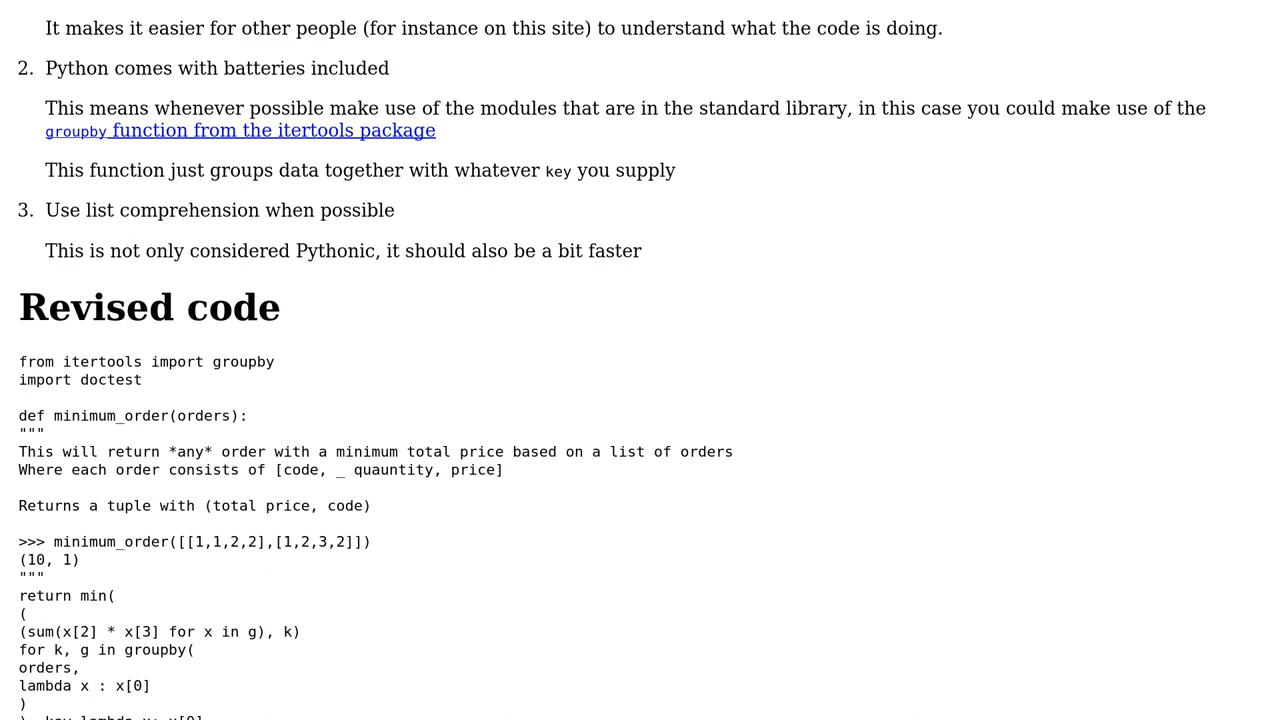 It makes it easier for other people (for instance on this site) to understand what the code is doing.
2. Python comes with batteries included
This means whenever possible make use of the modules that are in the standard library, in this case you could make use of the
groupby function from the itertools package
This function just groups data together with whatever key you supply
3. Use list comprehension when possible
This is not only considered Pythonic, it should also be a bit faster
Revised code
from itertools import groupby
import doctest
def minimum_order(orders):
"""
This will return *any* order with a minimum total price based on a list of orders
Where each order consists of [code, _ quauntity, price]
Returns a tuple with (total price, code)
>>> minimum_order([[1,1,2,2],[1,2,3,2]])
(10, 1)
"""
return min(
(
(sum(x[2] * x[3] for x in g), k)
for k, g in groupby(
orders,
lambda x : x[0]
)